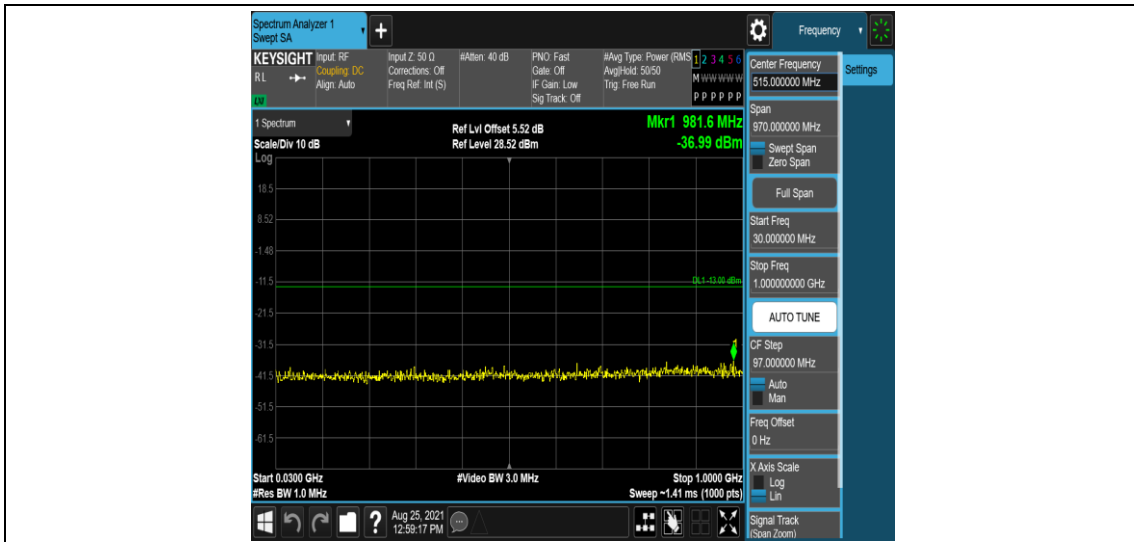 Spectrum Analyzer 1
Swept SA
+
Frequency
KEYSIGHT
RL
LXI
Input: RF
Coupling: DC
Align: Auto
Input Z: 50 Ω
Corrections: Off
Freq Ref: Int (S)
#Atten: 40 dB
PNO: Fast
Gate: Off
IF Gain: Low
Sig Track: Off
#Avg Type: Power (RMS
Avg|Hold: 50/50
Trig: Free Run
1 2 3 4 5 6
M W W W W W
P P P P P P
1 Spectrum
Scale/Div 10 dB
Ref Lvl Offset 5.52 dB
Ref Level 28.52 dBm
Mkr1 981.6 MHz
-36.99 dBm
Log
18.5
8.52
-1.48
-11.5
-21.5
-31.5
-41.5
-51.5
-61.5
DL1 -13.00 dBm
1
Start 0.0300 GHz
#Res BW 1.0 MHz
#Video BW 3.0 MHz
Stop 1.0000 GHz
Sweep ~1.41 ms (1000 pts)
Center Frequency
515.000000 MHz
Settings
Span
970.000000 MHz
Swept Span
Zero Span
Full Span
Start Freq
30.000000 MHz
Stop Freq
1.000000000 GHz
AUTO TUNE
CF Step
97.000000 MHz
Auto
Man
Freq Offset
0 Hz
X Axis Scale
Log
Lin
Signal Track
(Span Zoom)
?
Aug 25, 2021
12:59:17 PM